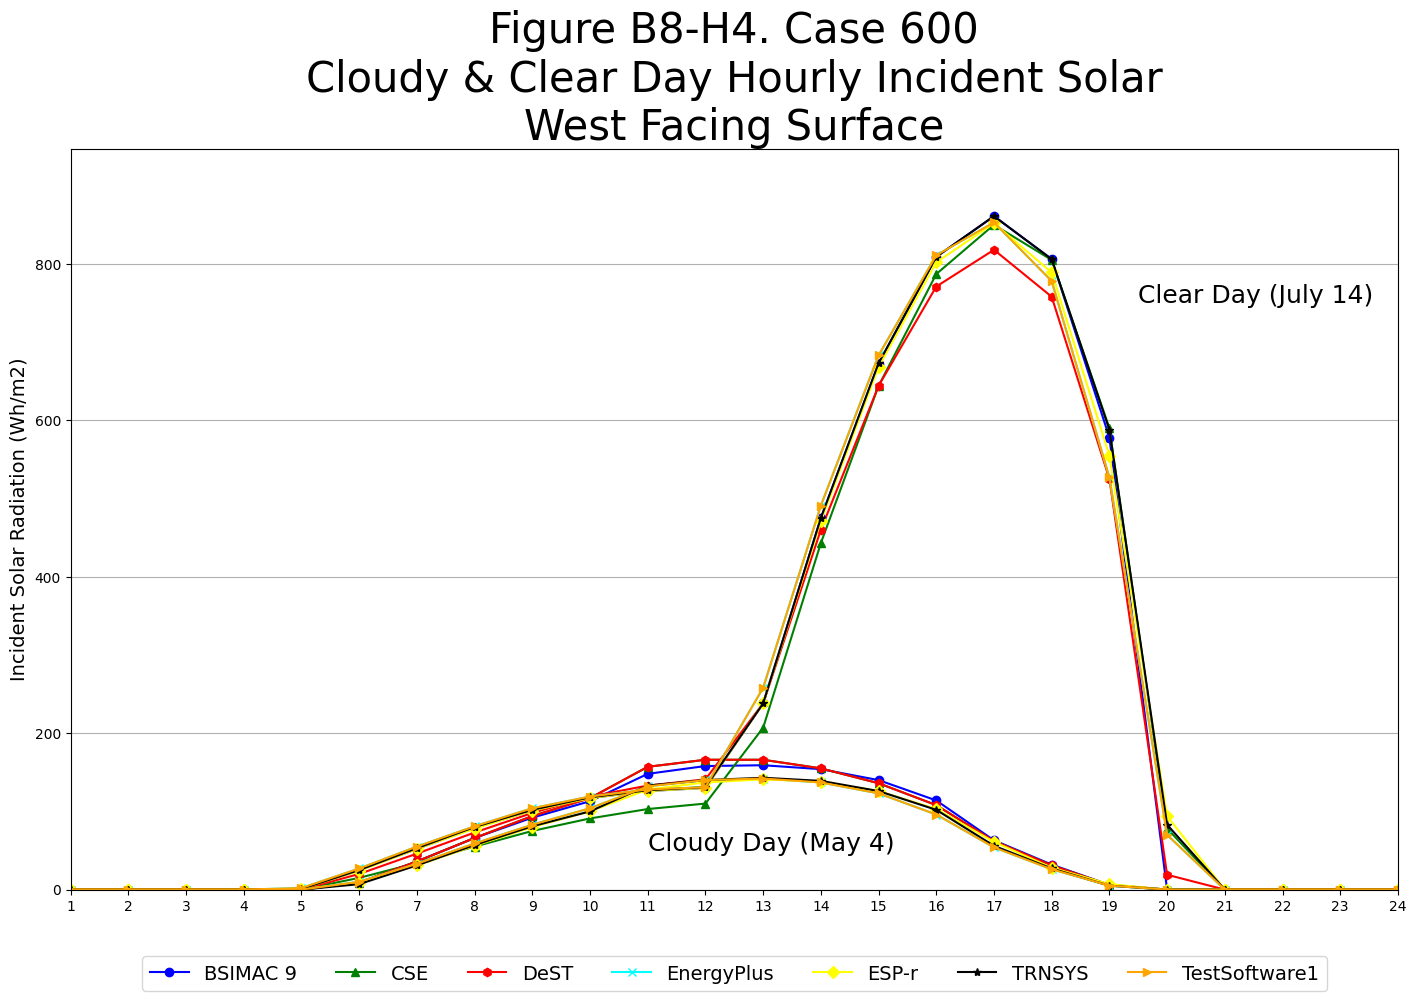 Figure B8-H4. Case 600
Cloudy & Clear Day Hourly Incident Solar
West Facing Surface
Incident Solar Radiation (Wh/m2)
800
600
400
200
0
Clear Day (July 14)
Cloudy Day (May 4)
1 2 3 4 5 6 7 8 9 10 11 12 13 14 15 16 17 18 19 20 21 22 23 24
BSIMAC 9 CSE DeST EnergyPlus ESP-r TRNSYS TestSoftware1